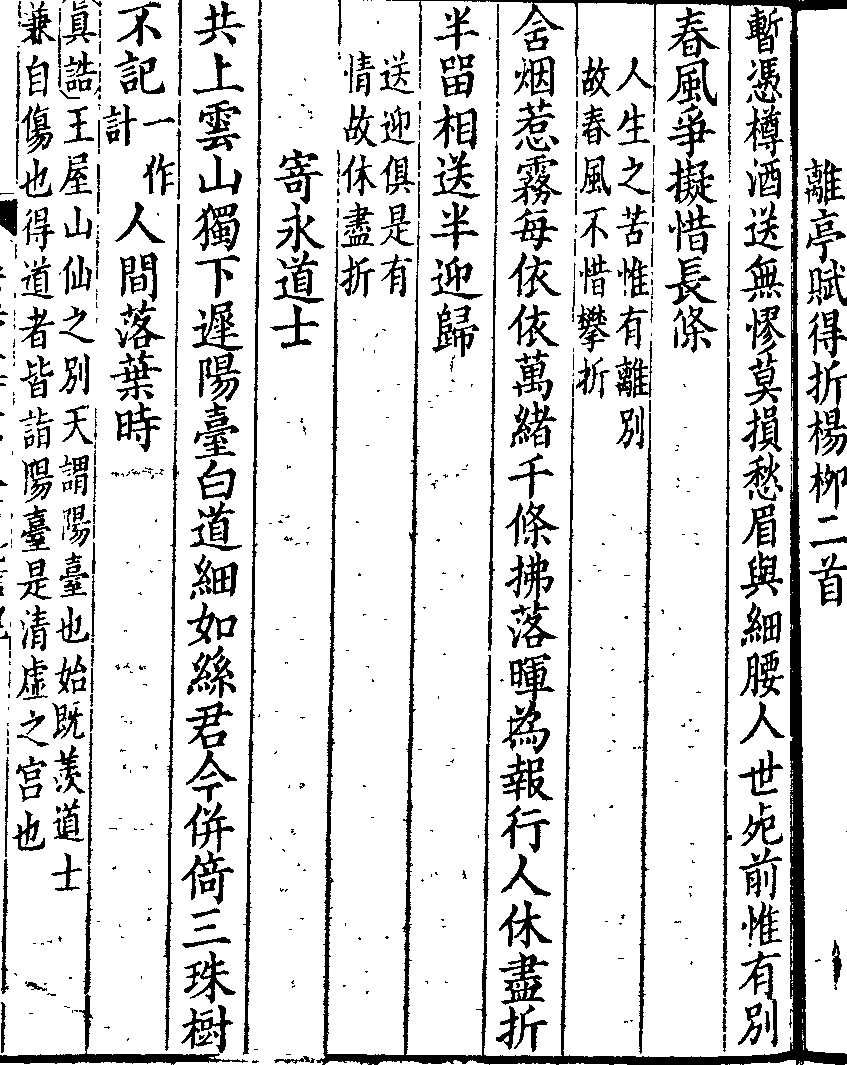 離亭賦得折楊柳二首
暫憑樽酒送無憀莫損愁眉與細腰人世死前惟有別
春風爭擬惜長條
人生之苦惟有離別
故春風不惜攀折
含烟惹霧每依依萬緒千條拂落暉為報行人休盡折
半留相送半迎歸
送迎俱是有
情故休盡折
寄永道士
共上雲山獨下遲陽臺白道細如絲君今併倚三珠樹
不記一作計人間落葉時
真誥王屋山仙之別天謂陽臺也始既羨道士
兼自傷也得道者皆詣陽臺是清虛之宮也